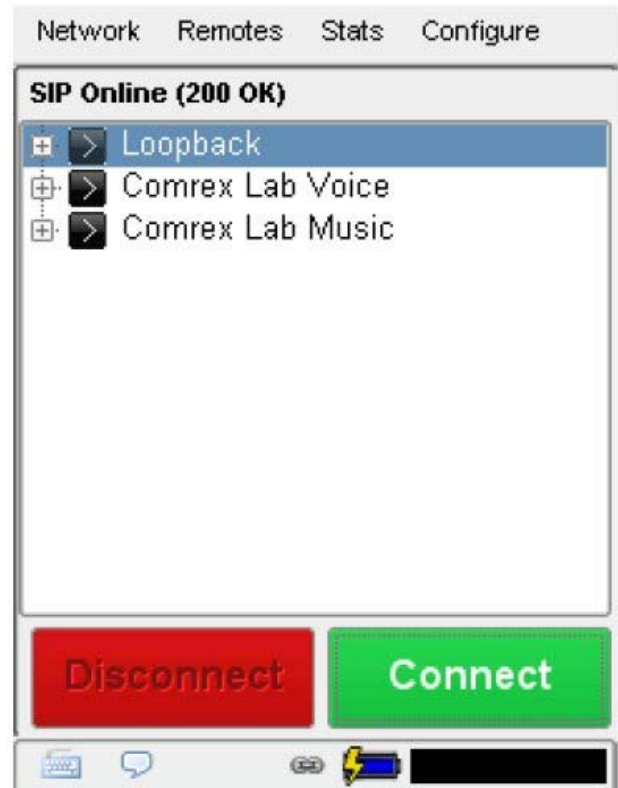 Network Remotes Stats Configure
SIP Online (200 OK)
Loopback
Comrex Lab Voice
Comrex Lab Music
Disconnect Connect